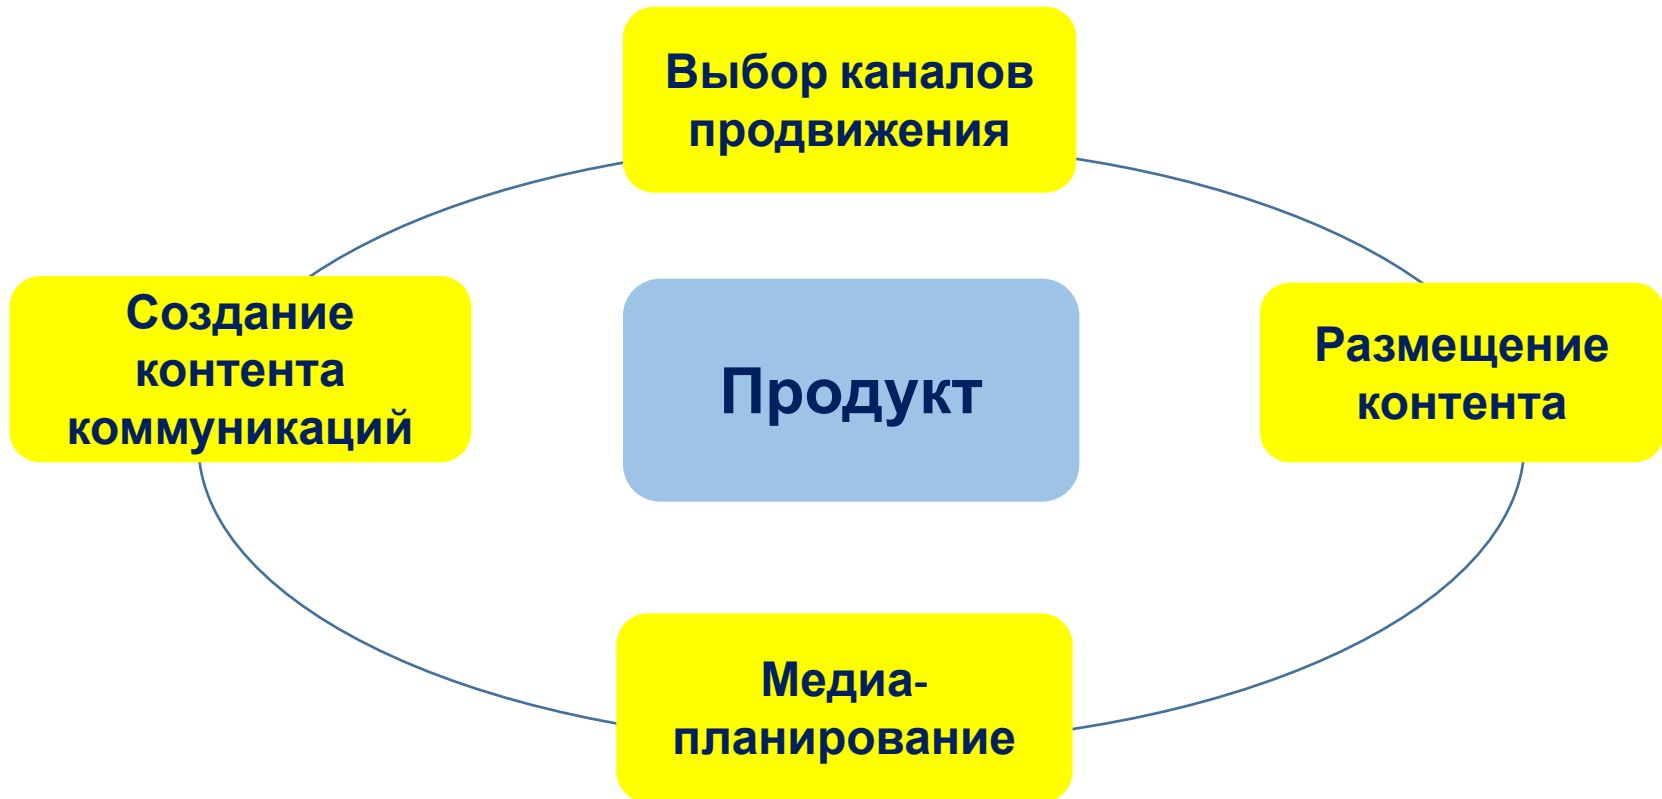 Выбор каналов
продвижения
Создание
контента
коммуникаций
Продукт
Размещение
контента
Медиа-
планирование